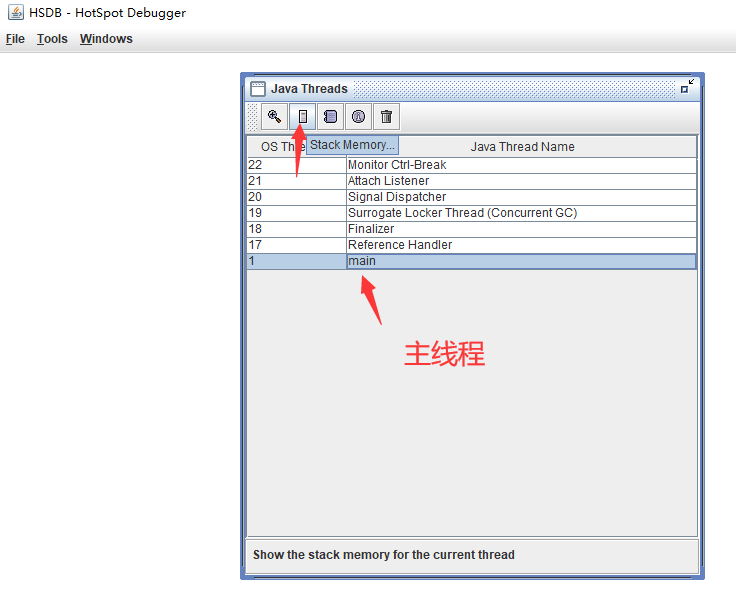 HSDB - HotSpot Debugger
File Tools Windows
Java Threads
Stack Memory...
OS Thre Java Thread Name
22 Monitor Ctrl-Break
21 Attach Listener
20 Signal Dispatcher
19 Surrogate Locker Thread (Concurrent GC)
18 Finalizer
17 Reference Handler
1 main
主线程
Show the stack memory for the current thread